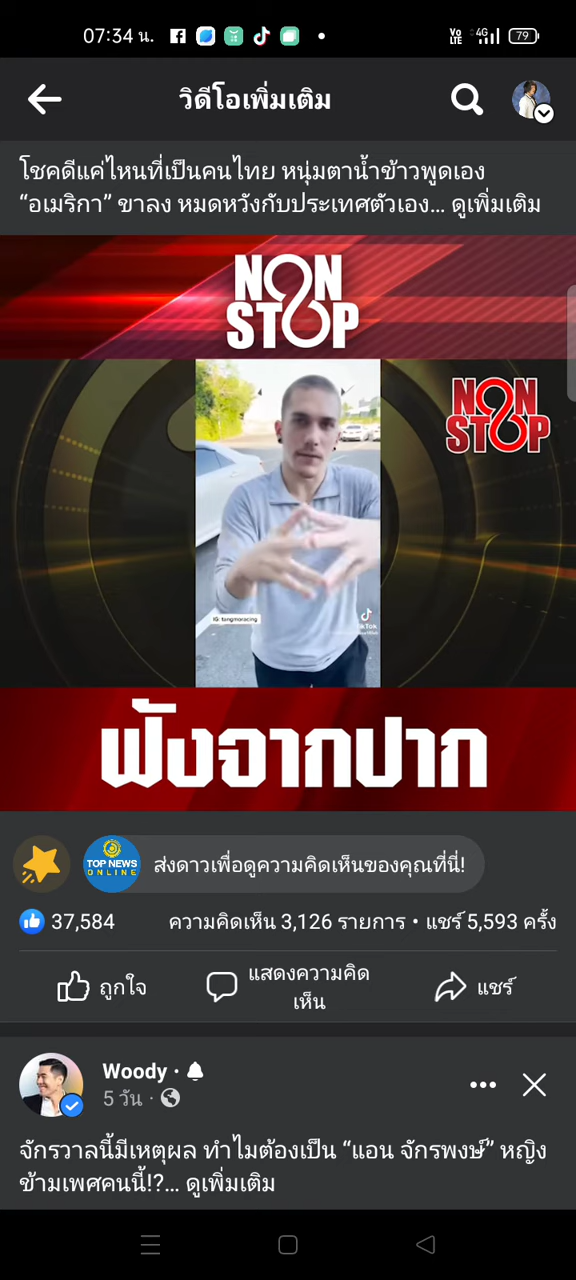 07:34 น.
Vo
LTE
4G
79
วิดีโอเพิ่มเติม
โชคดีแค่ไหนที่เป็นคนไทย หนุ่มตาน้ำข้าวพูดเอง
“อเมริกา” ขาลง หมดหวังกับประเทศตัวเอง... ดูเพิ่มเติม
NON
STOP
NON
STOP
IG: tongmoracing
TikTok
ฟังจากปาก
TOP NEWS
ONLINE
ส่งดาวเพื่อดูความคิดเห็นของคุณที่นี่!
37,584
ความคิดเห็น 3,126 รายการ • แชร์ 5,593 ครั้ง
ถูกใจ
แสดงความคิด
เห็น
แชร์
Woody ·
5 วัน ·
จักรวาลนี้มีเหตุผล ทำไมต้องเป็น “แอน จักรพงษ์” หญิง
ข้ามเพศคนนี้!?... ดูเพิ่มเติม